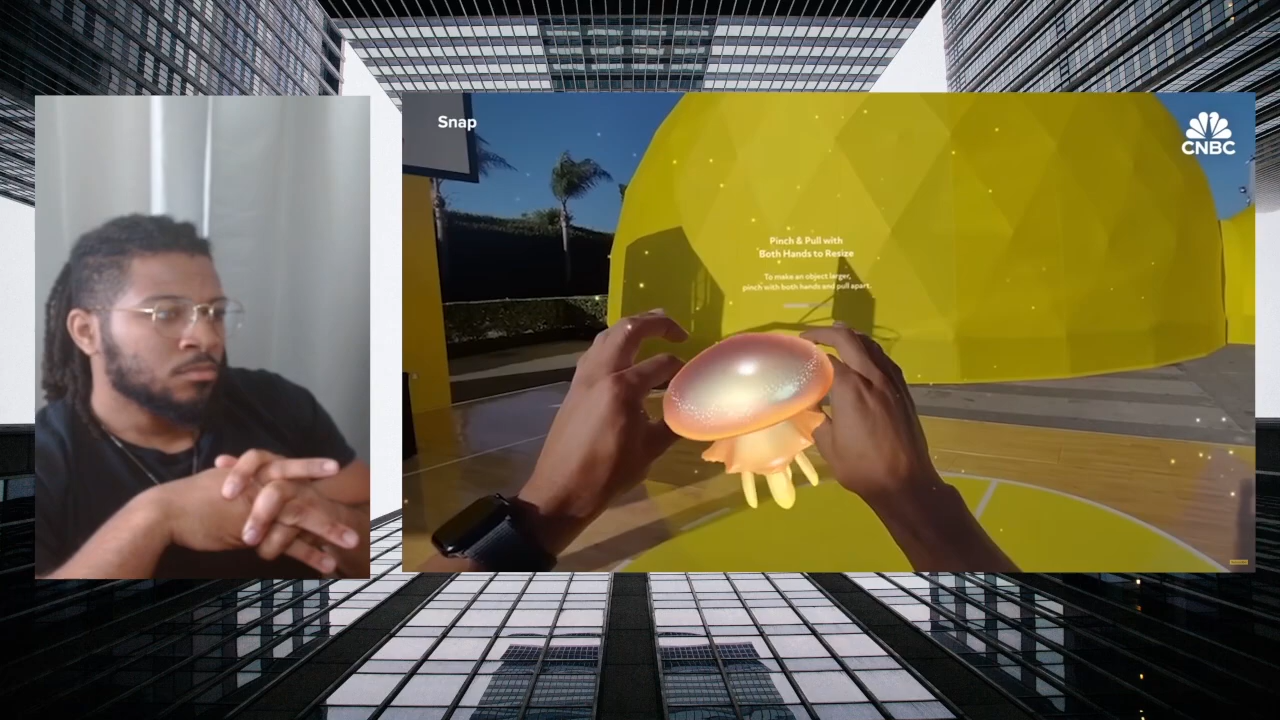 Snap
CNBC
Pinch & Pull with
Both Hands to Resize
To make an object larger,
pinch with both hands and pull apart.